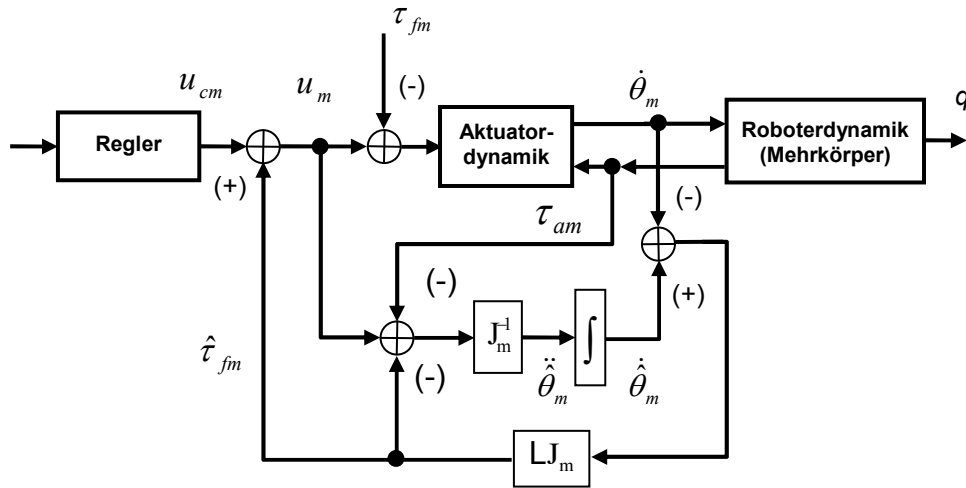 τ_fm
u_cm
u_m
(-)
θ̇_m
q
Regler
Aktuator-
dynamik
Roboterdynamik
(Mehrkörper)
(+)
τ_am
(-)
(-)
(+)
J_m^-1
∫
τ̂_fm
(-)
θ̂̈_m
θ̂̇_m
LJ_m